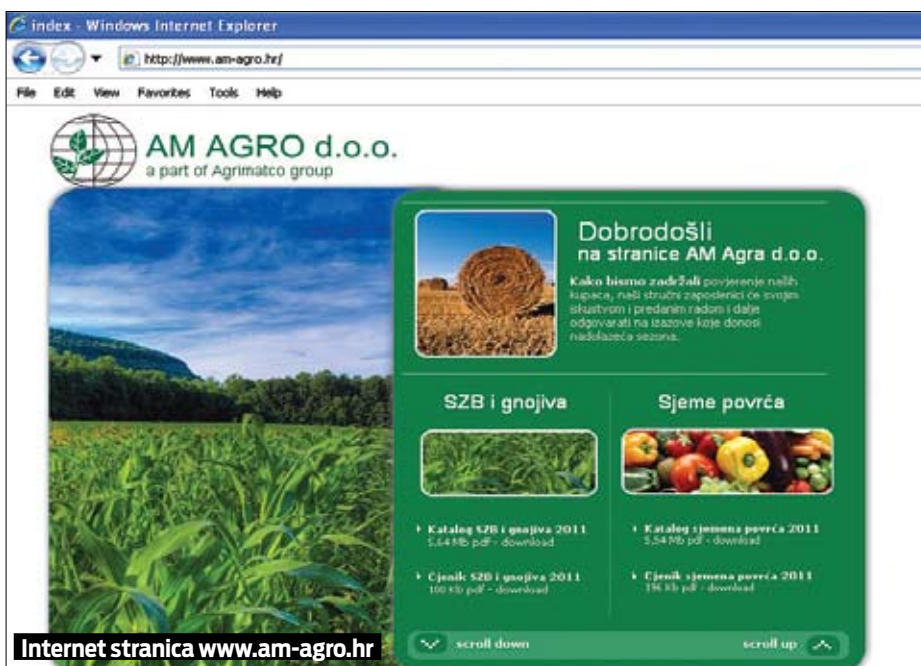 index - Windows Internet Explorer
http://www.am-agro.hr/
File Edit View Favorites Tools Help
AM AGRO d.o.o.
a part of Agrimatco group
Dobrodošli
na stranice AM Agra d.o.o.
Kako bismo zadržali povjerenje naših
kupaca, naši stručni zaposlenici će svojim
iskustvom i predanim radom i dalje
odgovarati na izazove koje donosi
nadolazeća sezona.
SZB i gnojiva
Katalog SZB i gnojiva 2011
5,64 Mb pdf - download
Cjenik SZB i gnojiva 2011
100 Kb pdf - download
Sjeme povrća
Katalog sjemena povrća 2011
5,54 Mb pdf - download
Cjenik sjemena povrća 2011
196 Kb pdf - download
scroll down scroll up
Internet stranica www.am-agro.hr